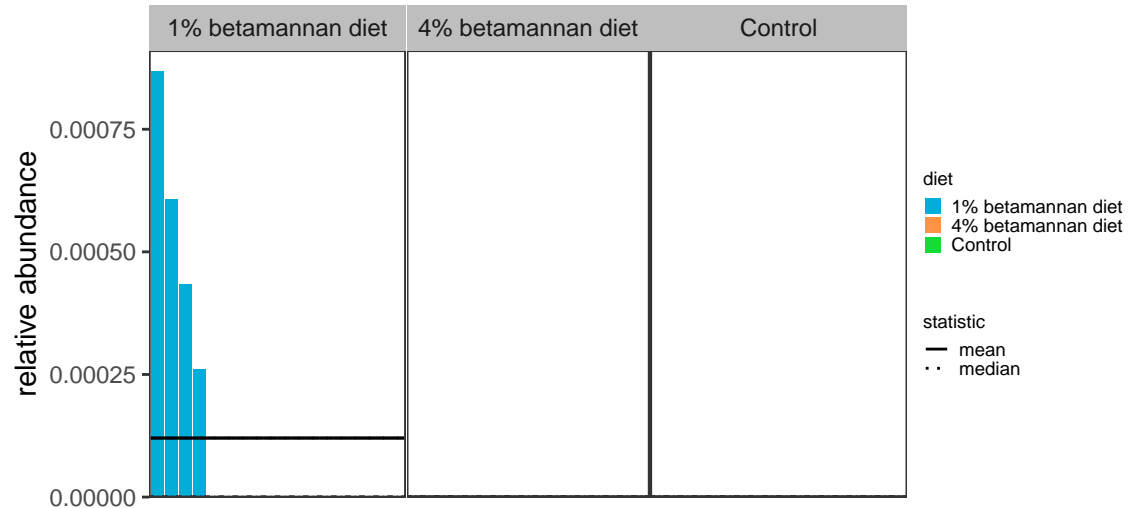 1% betamannan diet
4% betamannan diet
Control
relative abundance
0.00075
0.00050
0.00025
0.00000
diet
1% betamannan diet
4% betamannan diet
Control
statistic
mean
median